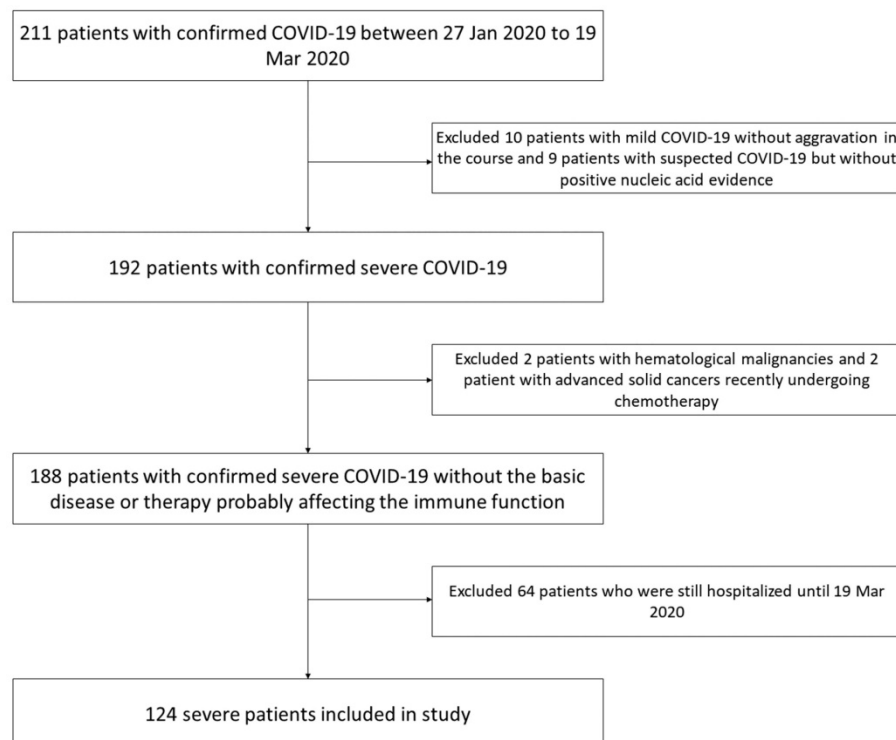 211 patients with confirmed COVID-19 between 27 Jan 2020 to 19
Mar 2020
Excluded 10 patients with mild COVID-19 without aggravation in
the course and 9 patients with suspected COVID-19 but without
positive nucleic acid evidence
192 patients with confirmed severe COVID-19
Excluded 2 patients with hematological malignancies and 2
patient with advanced solid cancers recently undergoing
chemotherapy
188 patients with confirmed severe COVID-19 without the basic
disease or therapy probably affecting the immune function
Excluded 64 patients who were still hospitalized until 19 Mar
2020
124 severe patients included in study